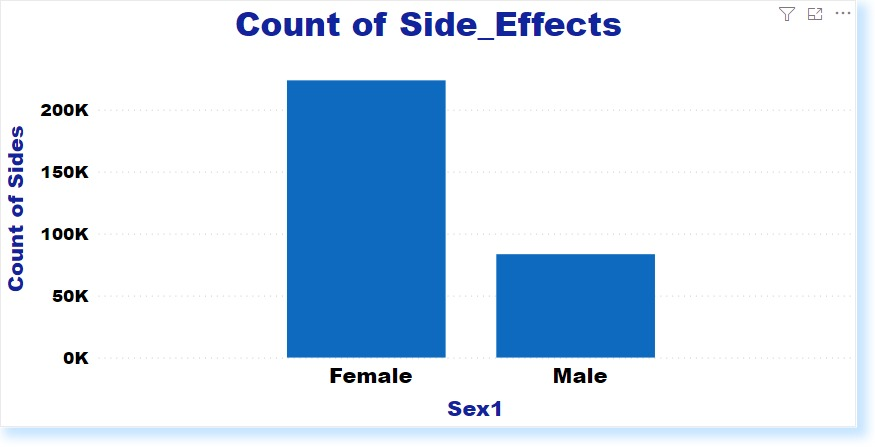 Count of Side_Effects
Count of Sides
200K
150K
100K
50K
0K
Female Male
Sex1